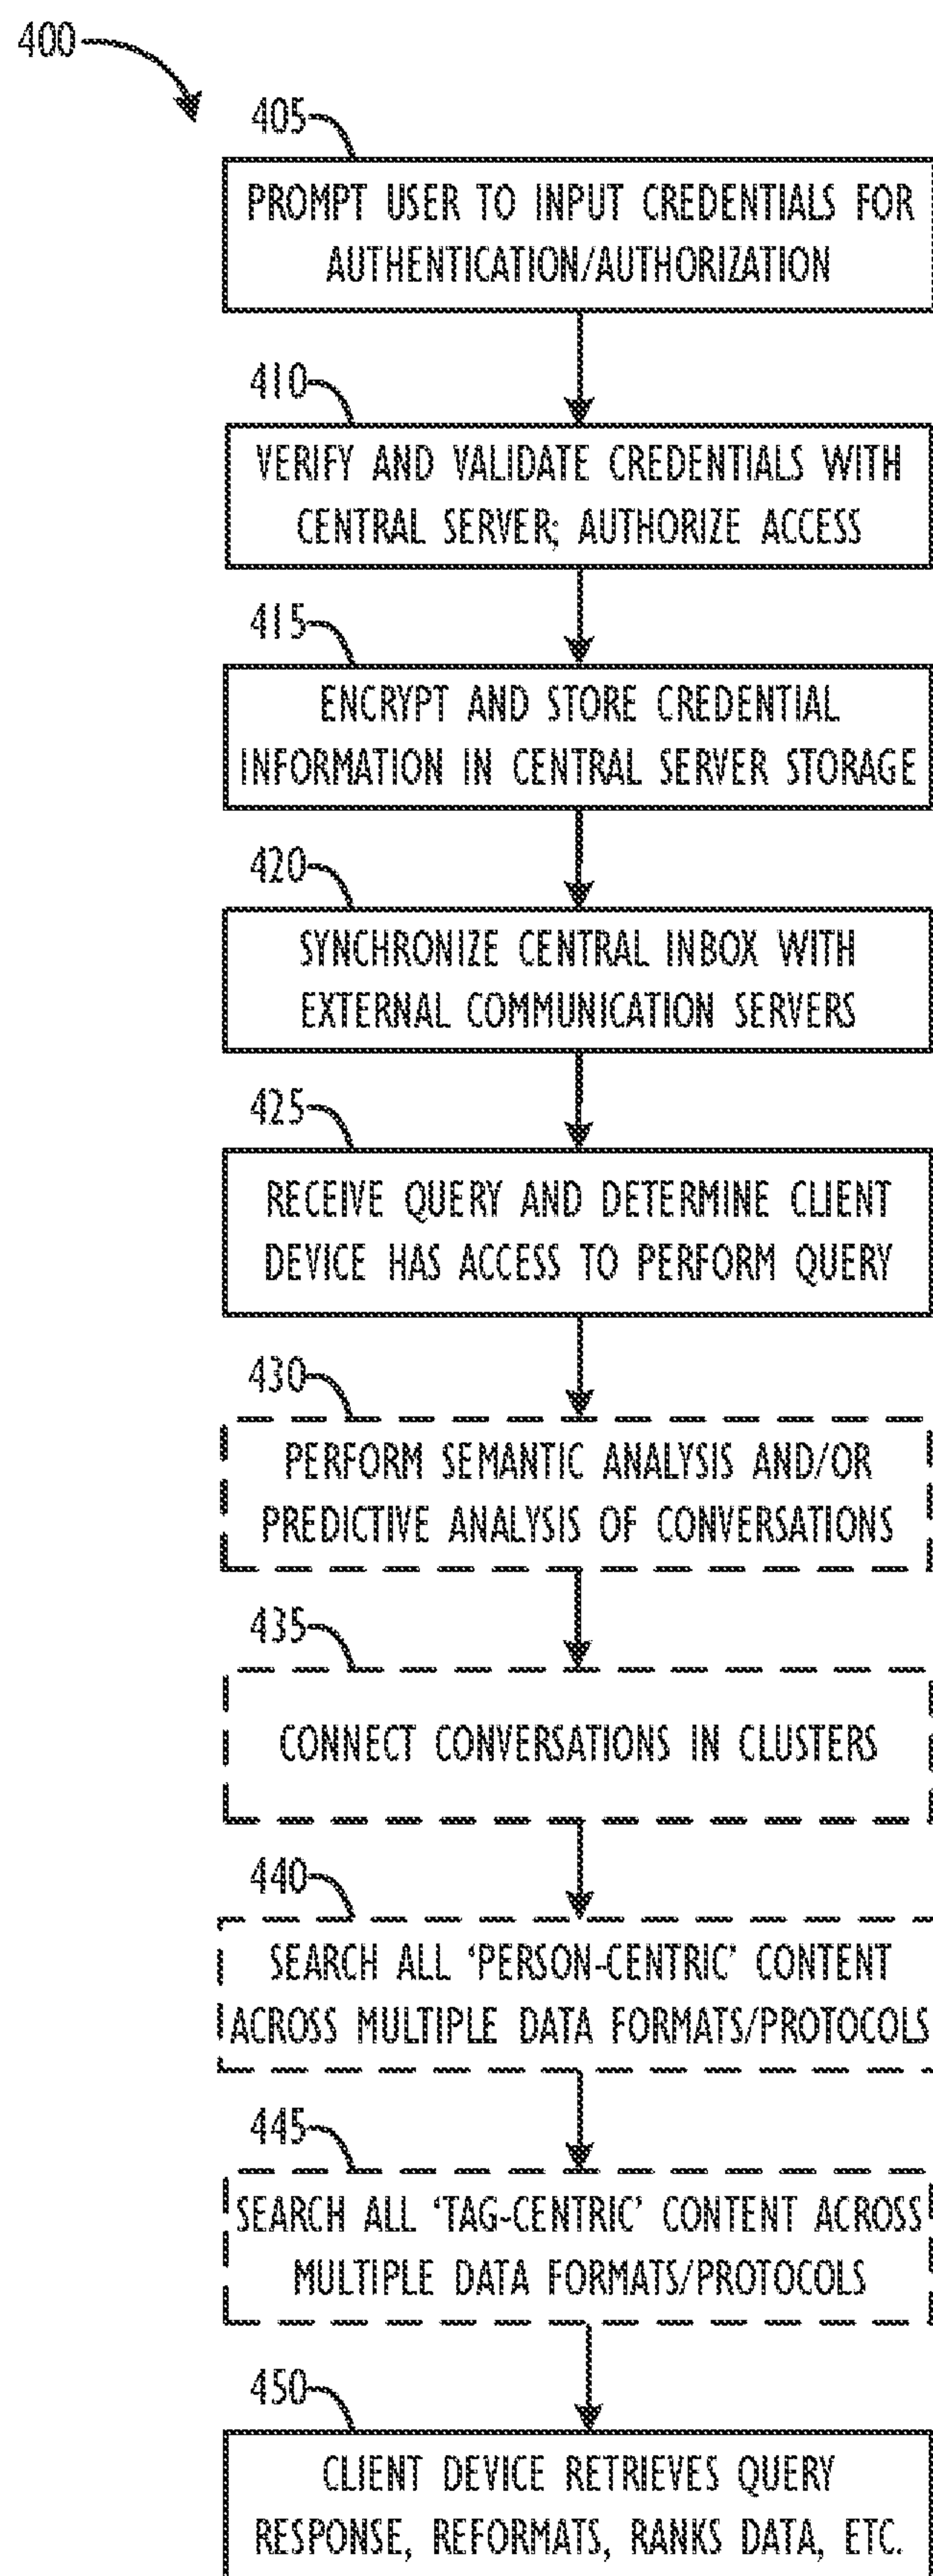 400
405
PROMPT USER TO INPUT CREDENTIALS FOR
AUTHENTICATION/AUTHORIZATION
410
VERIFY AND VALIDATE CREDENTIALS WITH
CENTRAL SERVER; AUTHORIZE ACCESS
415
ENCRYPT AND STORE CREDENTIAL
INFORMATION IN CENTRAL SERVER STORAGE
420
SYNCHRONIZE CENTRAL INBOX WITH
EXTERNAL COMMUNICATION SERVERS
425
RECEIVE QUERY AND DETERMINE CLIENT
DEVICE HAS ACCESS TO PERFORM QUERY
430
PERFORM SEMANTIC ANALYSIS AND/OR
PREDICTIVE ANALYSIS OF CONVERSATIONS
435
CONNECT CONVERSATIONS IN CLUSTERS
440
SEARCH ALL ‘PERSON-CENTRIC’ CONTENT
ACROSS MULTIPLE DATA FORMATS/PROTOCOLS
445
SEARCH ALL ‘TAG-CENTRIC’ CONTENT ACROSS
MULTIPLE DATA FORMATS/PROTOCOLS
450
CLIENT DEVICE RETRIEVES QUERY
RESPONSE, REFORMATS, RANKS DATA, ETC.